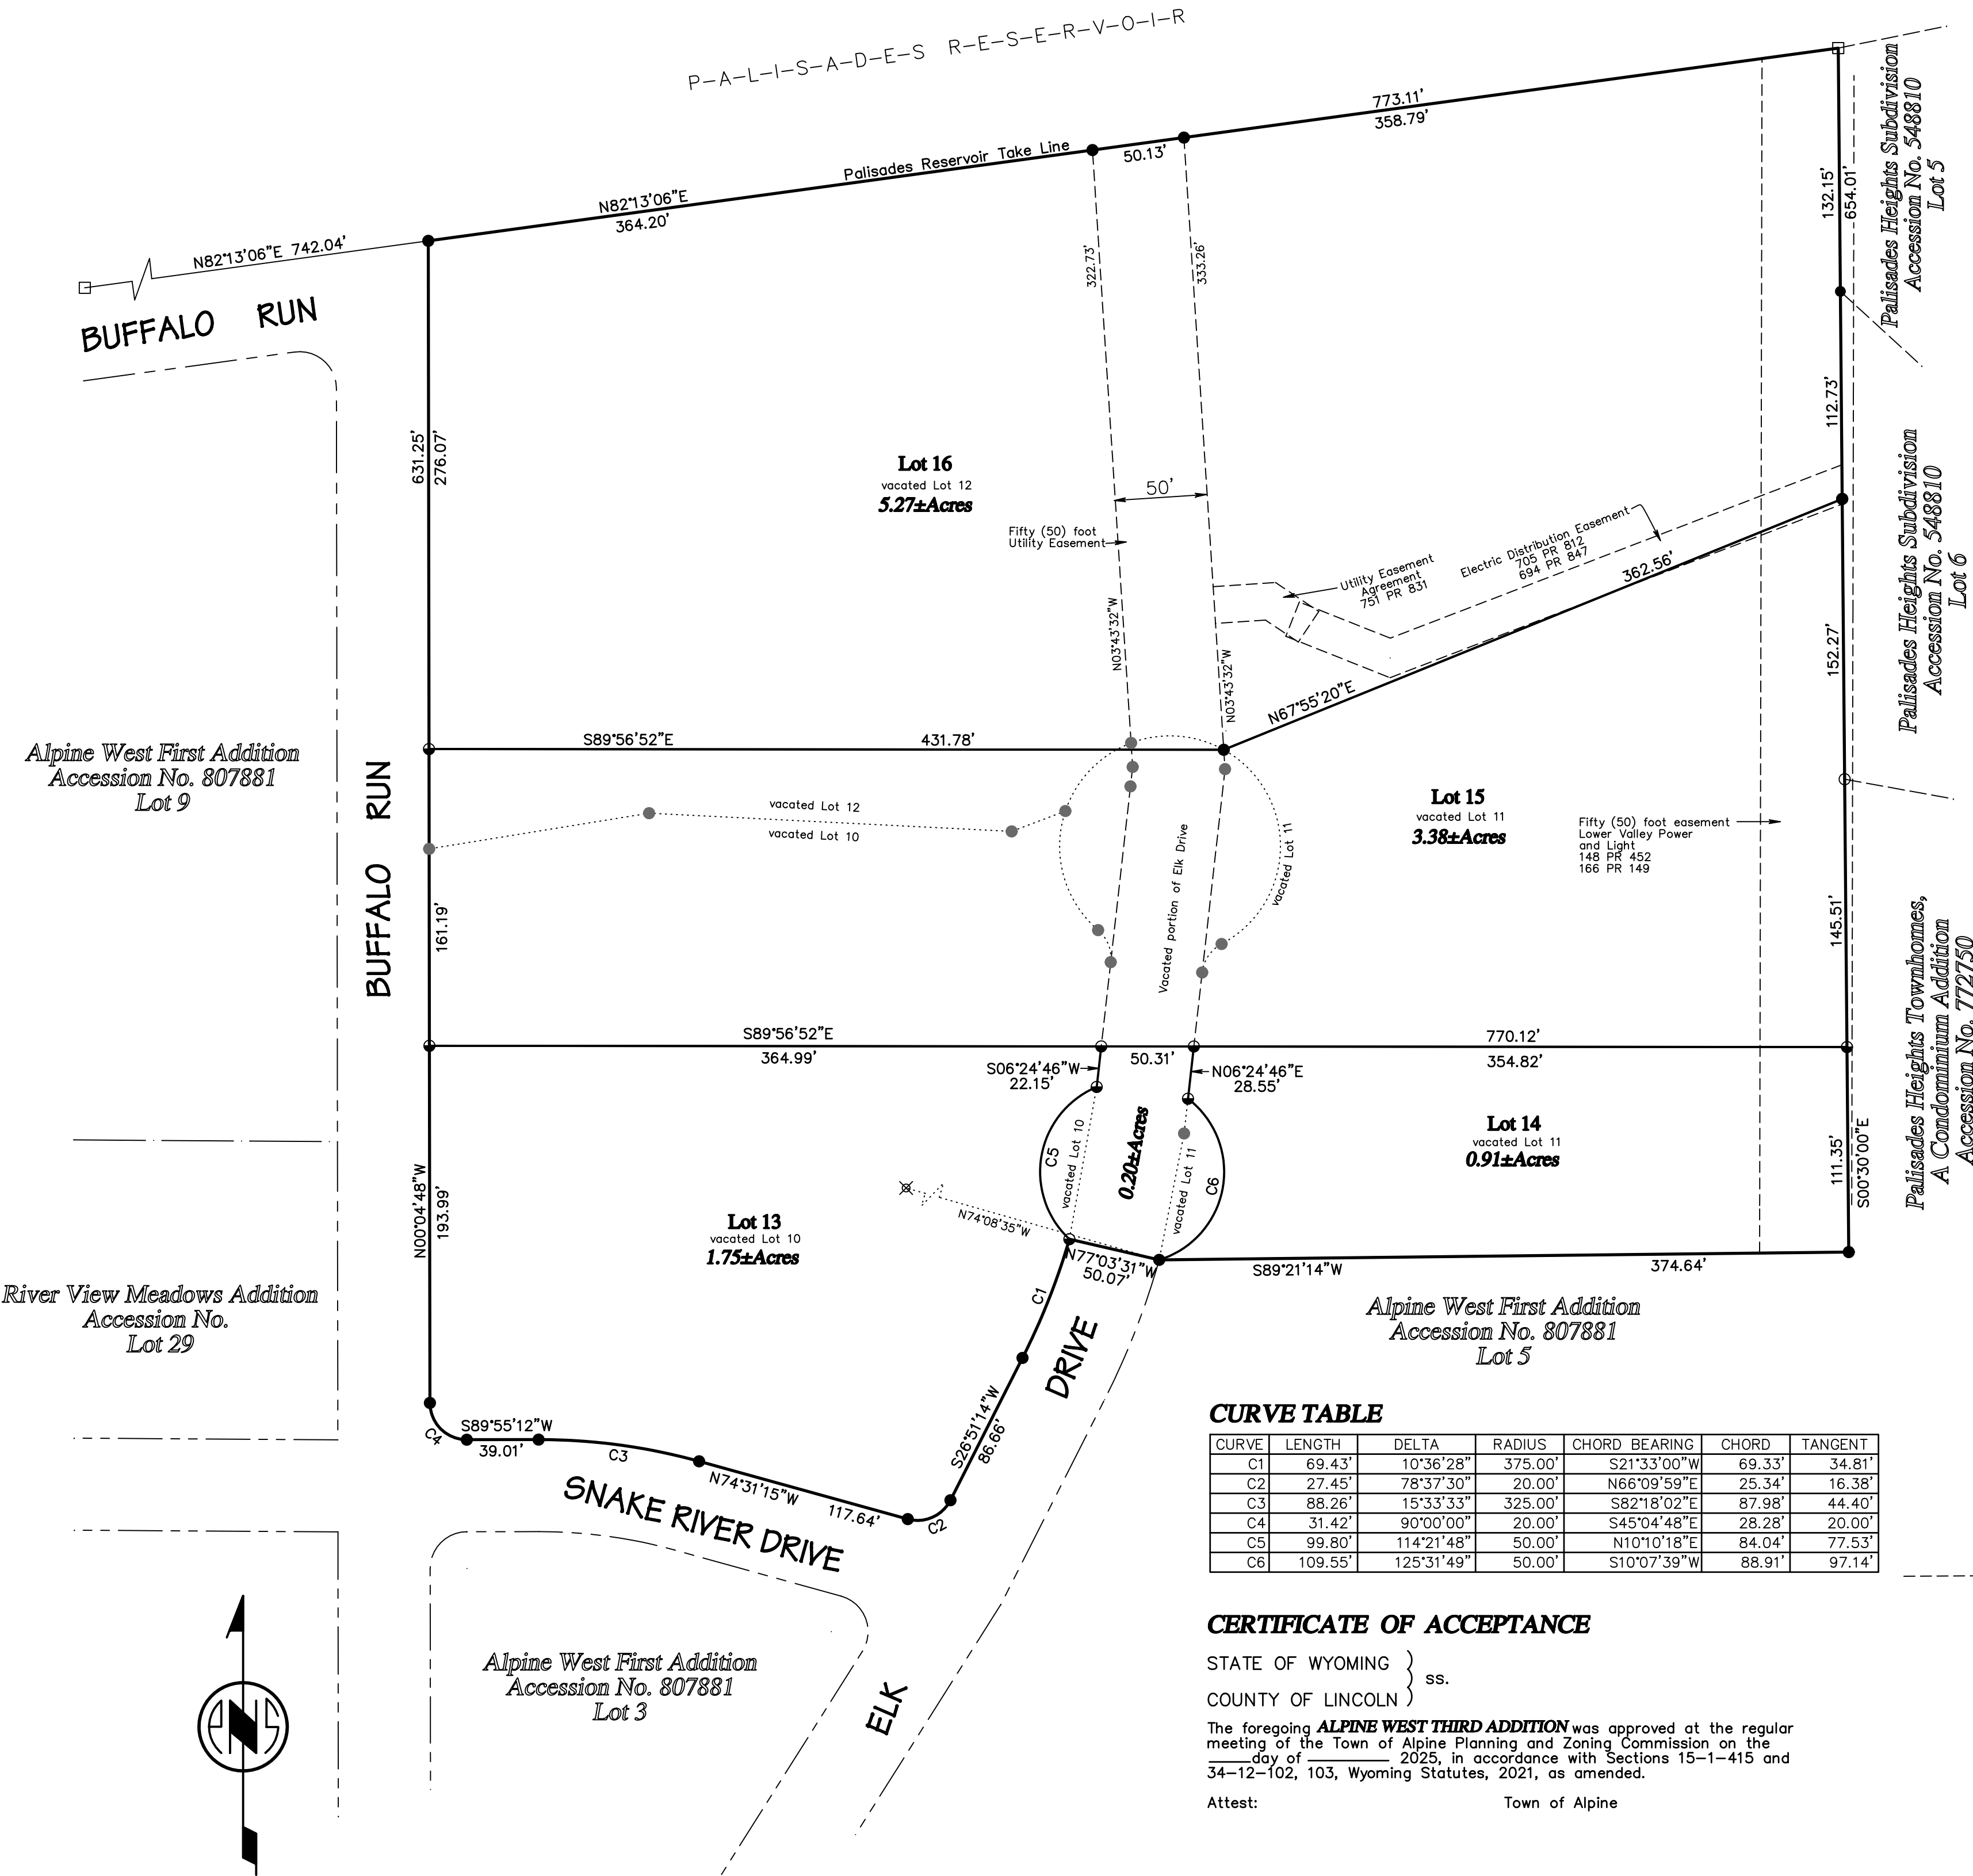 P-A-L-I-S-A-D-E-S R-E-S-E-R-V-O-I-R
773.11'
358.79'
50.13'
Palisades Reservoir Take Line
N82°13'06"E
364.20'
N82°13'06"E 742.04'
BUFFALO RUN
322.73'
333.26'
132.15'
654.01'
Palisades Heights Subdivision
Accession No. 548810
Lot 5
112.73'
631.25'
276.07'
Lot 16
vacated Lot 12
5.27±Acres
50'
Fifty (50) foot
Utility Easement
N03°43'32"W
N03°43'32"W
Utility Easement
Agreement
751 PR 831
Electric Distribution Easement
705 PR 812
694 PR 847
362.56'
N67°55'20"E
152.27'
Palisades Heights Subdivision
Accession No. 548810
Lot 6
Alpine West First Addition
Accession No. 807881
Lot 9
BUFFALO RUN
S89°56'52"E
431.78'
vacated Lot 12
vacated Lot 10
161.19'
Vacated portion of Elk Drive
vacated Lot 11
Lot 15
vacated Lot 11
3.38±Acres
Fifty (50) foot easement
Lower Valley Power
and Light
148 PR 452
166 PR 149
145.51'
Palisades Heights Townhomes,
A Condominium Addition
Accession No. 772750
S89°56'52"E
364.99'
50.31'
770.12'
354.82'
S06°24'46"W
22.15'
N06°24'46"E
28.55'
C5
vacated Lot 10
0.20±Acres
vacated Lot 11
C6
Lot 14
vacated Lot 11
0.91±Acres
111.35'
S00°30'00"E
N00°04'48"W
193.99'
Lot 13
vacated Lot 10
1.75±Acres
N74°08'35"W
N77°03'31"W
50.07'
S89°21'14"W
374.64'
River View Meadows Addition
Accession No.
Lot 29
C1
DRIVE
Alpine West First Addition
Accession No. 807881
Lot 5
C4
S89°55'12"W
39.01'
C3
N74°31'15"W
117.64'
C2
S26°51'14"W
86.66'
SNAKE RIVER DRIVE
ELK
Alpine West First Addition
Accession No. 807881
Lot 3
N
CURVE TABLE
CURVE LENGTH DELTA RADIUS CHORD BEARING CHORD TANGENT
C1 69.43' 10°36'28" 375.00' S21°33'00"W 69.33' 34.81'
C2 27.45' 78°37'30" 20.00' N66°09'59"E 25.34' 16.38'
C3 88.26' 15°33'33" 325.00' S82°18'02"E 87.98' 44.40'
C4 31.42' 90°00'00" 20.00' S45°04'48"E 28.28' 20.00'
C5 99.80' 114°21'48" 50.00' N10°10'18"E 84.04' 77.53'
C6 109.55' 125°31'49" 50.00' S10°07'39"W 88.91' 97.14'
CERTIFICATE OF ACCEPTANCE
STATE OF WYOMING
ss.
COUNTY OF LINCOLN
The foregoing ALPINE WEST THIRD ADDITION was approved at the regular
meeting of the Town of Alpine Planning and Zoning Commission on the
_____day of __________ 2025, in accordance with Sections 15-1-415 and
34-12-102, 103, Wyoming Statutes, 2021, as amended.
Attest: Town of Alpine